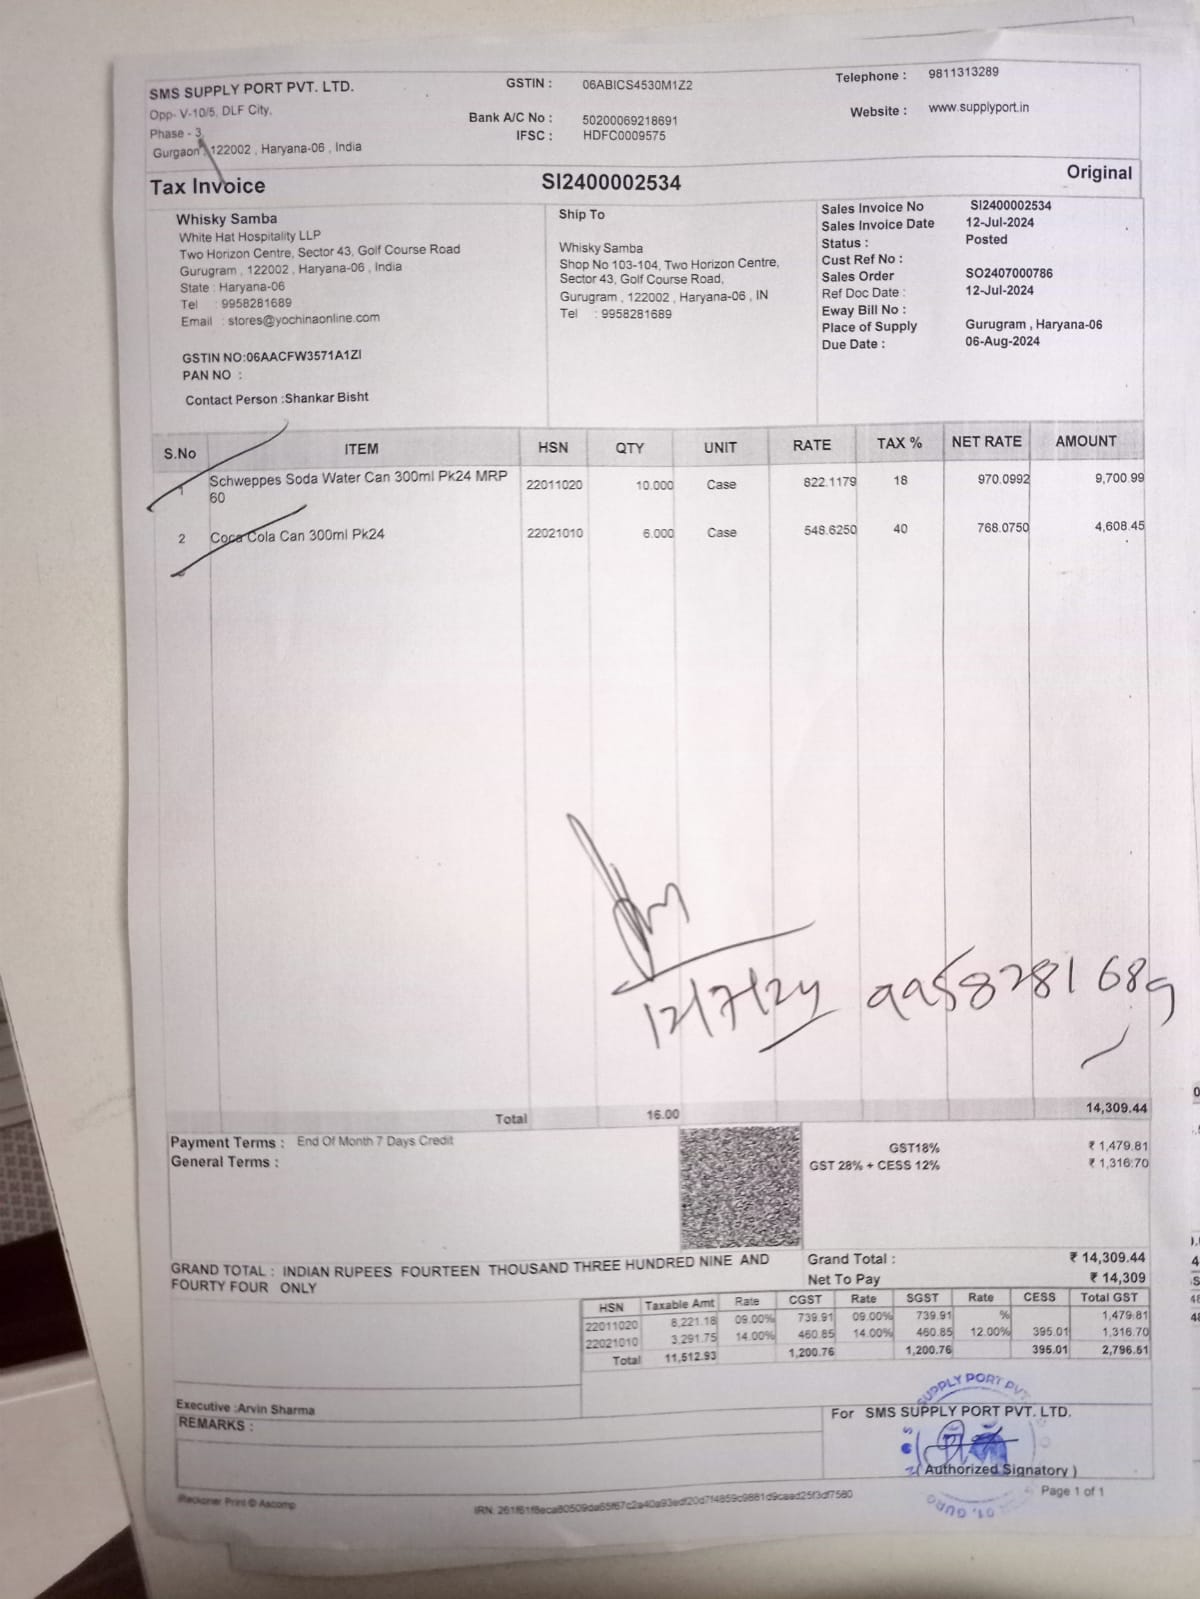 SMS SUPPLY PORT PVT. LTD.
Opp- V-10/5, DLF City,
Phase - 3,
Gurgaon , 122002 , Haryana-06 , India
GSTIN : 06ABICS4530M1Z2
Bank A/C No : 50200069218691
IFSC : HDFC0009575
Telephone : 9811313289
Website : www.supplyport.in
Tax Invoice SI2400002534 Original
Whisky Samba
White Hat Hospitality LLP
Two Horizon Centre, Sector 43, Golf Course Road
Gurugram , 122002 , Haryana-06 , India
State : Haryana-06
Tel : 9958281689
Email : stores@yochinaonline.com
GSTIN NO:06AACFW3571A1ZI
PAN NO :
Contact Person :Shankar Bisht
Ship To
Whisky Samba
Shop No 103-104, Two Horizon Centre,
Sector 43, Golf Course Road,
Gurugram , 122002 , Haryana-06 , IN
Tel : 9958281689
Sales Invoice No SI2400002534
Sales Invoice Date 12-Jul-2024
Status : Posted
Cust Ref No :
Sales Order SO2407000786
Ref Doc Date : 12-Jul-2024
Eway Bill No :
Place of Supply Gurugram , Haryana-06
Due Date : 06-Aug-2024
S.No ITEM HSN QTY UNIT RATE TAX % NET RATE AMOUNT
1 Schweppes Soda Water Can 300ml Pk24 MRP 22011020 10.000 Case 822.1179 18 970.0992 9,700.99
60
2 Coca Cola Can 300ml Pk24 22021010 6.000 Case 548.6250 40 768.0750 4,608.45
12/7/24 9958281689
Total 16.00 14,309.44
Payment Terms : End Of Month 7 Days Credit
General Terms :
GST18% ₹ 1,479.81
GST 28% + CESS 12% ₹ 1,316.70
GRAND TOTAL : INDIAN RUPEES FOURTEEN THOUSAND THREE HUNDRED NINE AND
FOURTY FOUR ONLY
Grand Total : ₹ 14,309.44
Net To Pay ₹ 14,309
HSN Taxable Amt Rate CGST Rate SGST Rate CESS Total GST
22011020 8,221.18 09.00% 739.91 09.00% 739.91 % 1,479.81
22021010 3,291.75 14.00% 460.85 14.00% 460.85 12.00% 395.01 1,316.70
Total 11,512.93 1,200.76 1,200.76 395.01 2,796.51
Executive :Arvin Sharma
REMARKS :
SUPPLY PORT PVT.
For SMS SUPPLY PORT PVT. LTD.
( Authorized Signatory )
Reckoner Print © Ascomp
Page 1 of 1